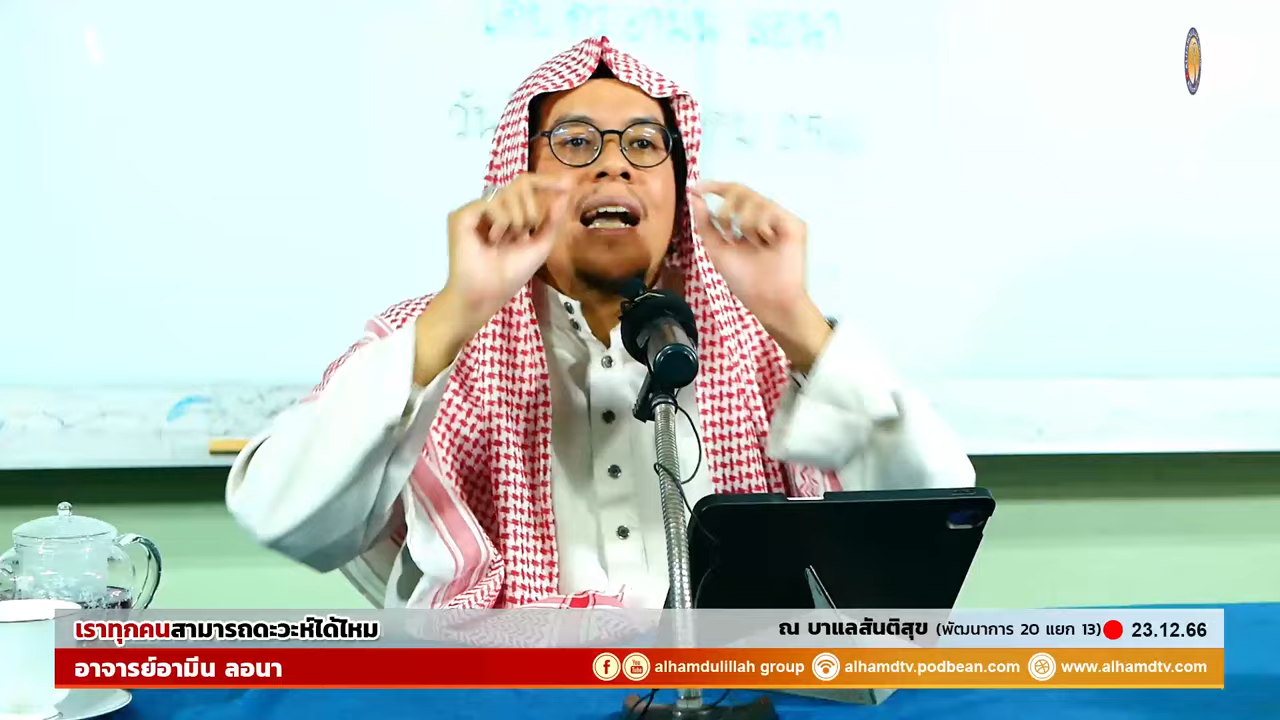 เราทุกคนสามารถดะวะห์ได้ไหม
ณ บาแลสันติสุข (พัฒนาการ 20 แยก 13) 23.12.66
อาจารย์อามีน ลอนา
alhamdulillah group alhamdtv.podbean.com www.alhamdtv.com